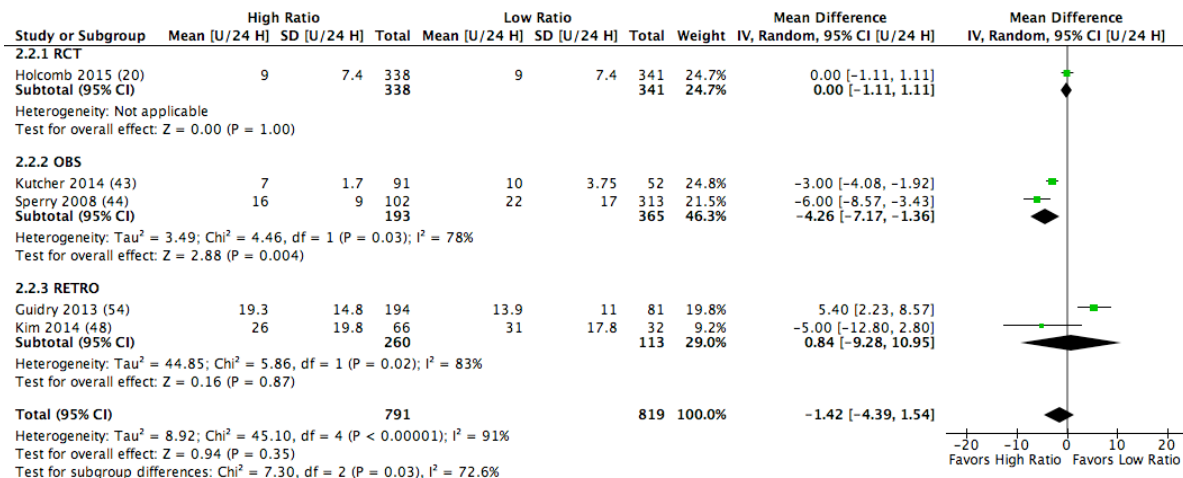 High Ratio Low Ratio Mean Difference Mean Difference
Study or Subgroup Mean [U/24 H] SD [U/24 H] Total Mean [U/24 H] SD [U/24 H] Total Weight IV, Random, 95% CI [U/24 H] IV, Random, 95% CI [U/24 H]
2.2.1 RCT
Holcomb 2015 (20) 9 7.4 338 9 7.4 341 24.7% 0.00 [-1.11, 1.11]
Subtotal (95% CI) 338 341 24.7% 0.00 [-1.11, 1.11]
Heterogeneity: Not applicable
Test for overall effect: Z = 0.00 (P = 1.00)
2.2.2 OBS
Kutcher 2014 (43) 7 1.7 91 10 3.75 52 24.8% -3.00 [-4.08, -1.92]
Sperry 2008 (44) 16 9 102 22 17 313 21.5% -6.00 [-8.57, -3.43]
Subtotal (95% CI) 193 365 46.3% -4.26 [-7.17, -1.36]
Heterogeneity: Tau² = 3.49; Chi² = 4.46, df = 1 (P = 0.03); I² = 78%
Test for overall effect: Z = 2.88 (P = 0.004)
2.2.3 RETRO
Guidry 2013 (54) 19.3 14.8 194 13.9 11 81 19.8% 5.40 [2.23, 8.57]
Kim 2014 (48) 26 19.8 66 31 17.8 32 9.2% -5.00 [-12.80, 2.80]
Subtotal (95% CI) 260 113 29.0% 0.84 [-9.28, 10.95]
Heterogeneity: Tau² = 44.85; Chi² = 5.86, df = 1 (P = 0.02); I² = 83%
Test for overall effect: Z = 0.16 (P = 0.87)
Total (95% CI) 791 819 100.0% -1.42 [-4.39, 1.54]
Heterogeneity: Tau² = 8.92; Chi² = 45.10, df = 4 (P < 0.00001); I² = 91%
Test for overall effect: Z = 0.94 (P = 0.35)
Test for subgroup differences: Chi² = 7.30, df = 2 (P = 0.03), I² = 72.6%
-20 -10 0 10 20
Favors High Ratio Favors Low Ratio